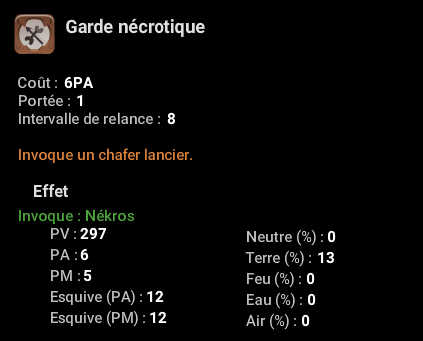 Garde nécrotique
Coût : 6PA
Portée : 1
Intervalle de relance : 8
Invoque un chafer lancier.
Effet
Invoque : Nékros
PV : 297
PA : 6
PM : 5
Esquive (PA) : 12
Esquive (PM) : 12
Neutre (%) : 0
Terre (%) : 13
Feu (%) : 0
Eau (%) : 0
Air (%) : 0